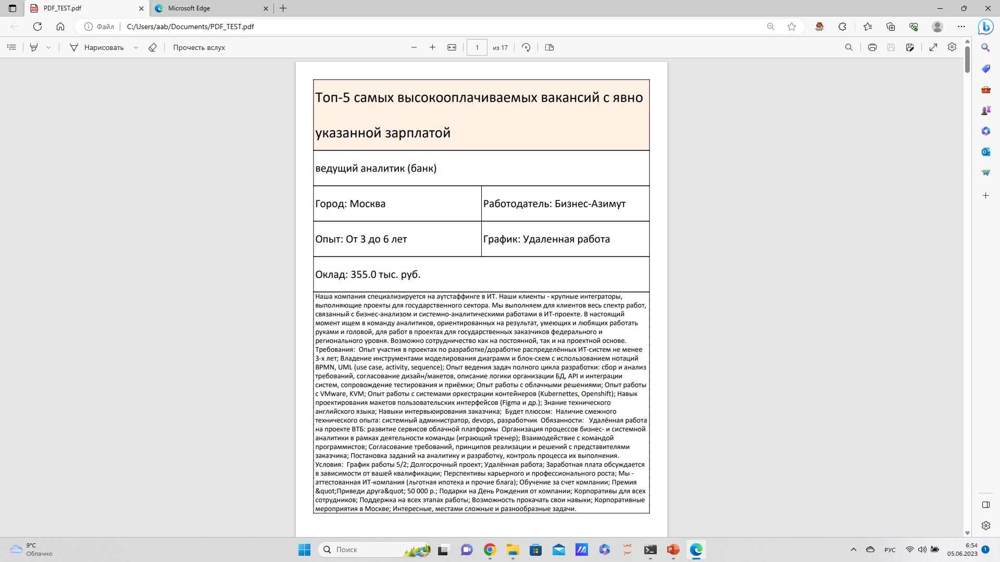 PDF_TEST.pdf
Microsoft Edge
Файл
C:/Users/aab/Documents/PDF_TEST.pdf
Нарисовать
Прочесть вслух
1
из 17
Топ-5 самых высокооплачиваемых вакансий с явно
указанной зарплатой
ведущий аналитик (банк)
Город: Москва
Работодатель: Бизнес-Азимут
Опыт: От 3 до 6 лет
График: Удаленная работа
Оклад: 355.0 тыс. руб.
Наша компания специализируется на аутстаффинге в ИТ. Наши клиенты - крупные интеграторы,
выполняющие проекты для государственного сектора. Мы выполняем для клиентов весь спектр работ,
связанный с бизнес-анализом и системно-аналитическими работами в ИТ-проекте. В настоящий
момент ищем в команду аналитиков, ориентированных на результат, умеющих и любящих работать
руками и головой, для работ в проектах для государственных заказчиков федерального и
регионального уровня. Возможно сотрудничество как на постоянной, так и на проектной основе.
Требования:  Опыт участия в проектах по разработке/доработке распределённых ИТ-систем не менее
3-х лет; Владение инструментами моделирования диаграмм и блок-схем с использованием нотаций
BPMN, UML (use case, activity, sequence); Опыт ведения задач полного цикла разработки: сбор и анализ
требований, согласование дизайн/макетов, описание логики организации БД, API и интеграции
систем, сопровождение тестирования и приёмки; Опыт работы с облачными решениями; Опыт работы
с VMware, KVM; Опыт работы с системами оркестрации контейнеров (Kubernettes, Openshift); Навык
проектирования макетов пользовательских интерфейсов (Figma и др.); Знание технического
английского языка; Навыки интервьюирования заказчика;  Будет плюсом:  Наличие смежного
технического опыта: системный администратор, devops, разработчик  Обязанности:   Удалённая работа
на проекте ВТБ: развитие сервисов облачной платформы  Организация процессов бизнес- и системной
аналитики в рамках деятельности команды (играющий тренер); Взаимодействие с командой
программистов; Согласование требований, принципов реализации и решений с представителями
заказчика; Постановка заданий на аналитику и разработку, контроль процесса их выполнения.
Условия:  График работы 5/2; Долгосрочный проект; Удалённая работа; Заработная плата обсуждается
в зависимости от вашей квалификации; Перспективы карьерного и профессионального роста; Мы -
аттестованная ИТ-компания (льготная ипотека и прочие блага); Обучение за счет компании; Премия
&quot;Приведи друга&quot; 50 000 р.; Подарки на День Рождения от компании; Корпоративы для всех
сотрудников; Поддержка на всех этапах работы; Возможность прокачать свои навыки; Корпоративные
мероприятия в Москве; Интересные, местами сложные и разнообразные задачи.
9°C
Облачно
Поиск
РУС
6:54
05.06.2023
1